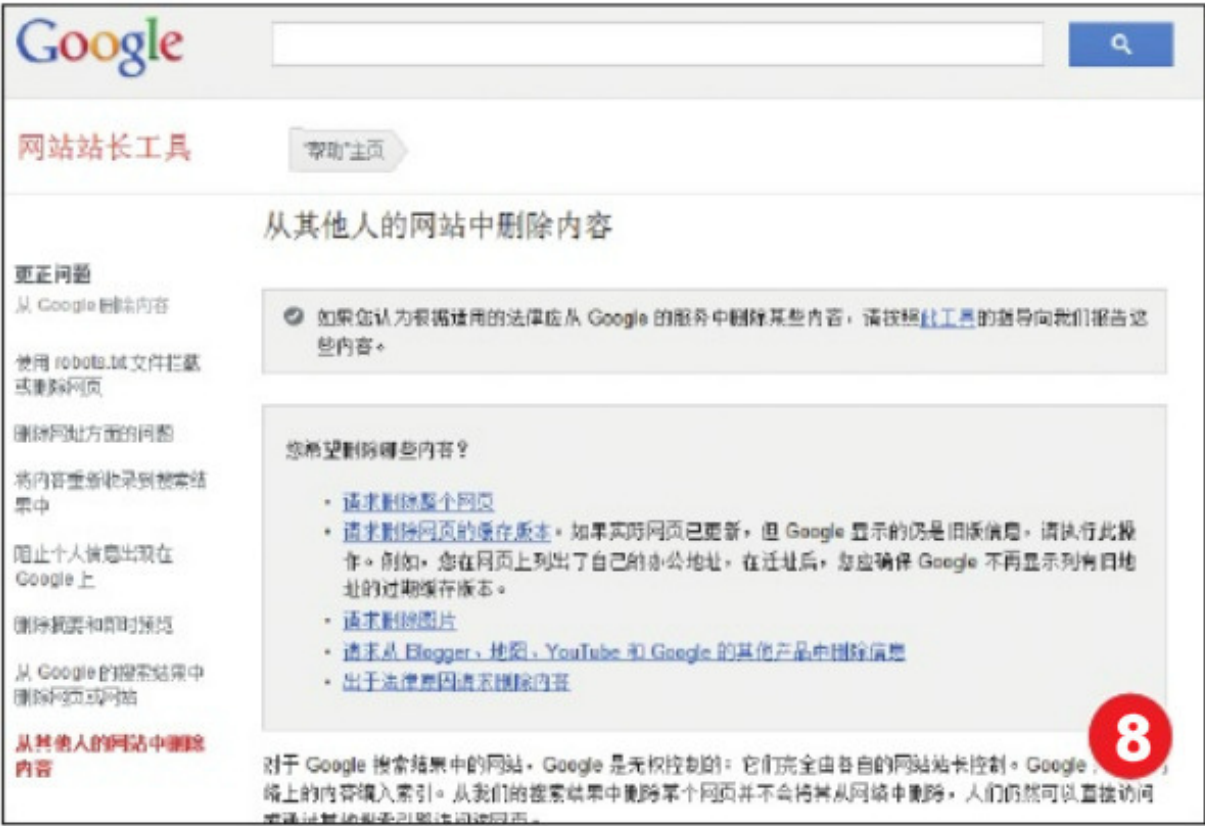 Google
网站站长工具
"帮助"主页
从其他人的网站中删除内容
更正问题
从 Google 删除内容
使用 robots.txt 文件拦截
或删除网页
删除网址方面的问题
将内容重新收录到搜索结
果中
阻止个人信息出现在
Google 上
删除摘要和即时预览
从 Google 的搜索结果中
删除网页或网站
从其他人的网站中删除
内容
如果您认为根据适用的法律应从 Google 的服务中删除某些内容，请按照此工具的指导向我们报告这
些内容。
您希望删除哪些内容？
• 请求删除整个网页
• 请求删除网页的缓存版本。如果实际网页已更新，但 Google 显示的仍是旧版信息，请执行此操
作。例如，您在网页上列出了自己的办公地址，在迁址后，您应确保 Google 不再显示列有旧地
址的过期缓存版本。
• 请求删除图片
• 请求从 Blogger、地图、YouTube 和 Google 的其他产品中删除信息
• 出于法律原因请求删除内容
8
对于 Google 搜索结果中的网站，Google 是无权控制的：它们完全由各自的网站站长控制。Google
络上的内容编入索引。从我们的搜索结果中删除某个网页并不会将其从网络中删除，人们仍然可以直接访问
或通过其他搜索引擎访问该网页。